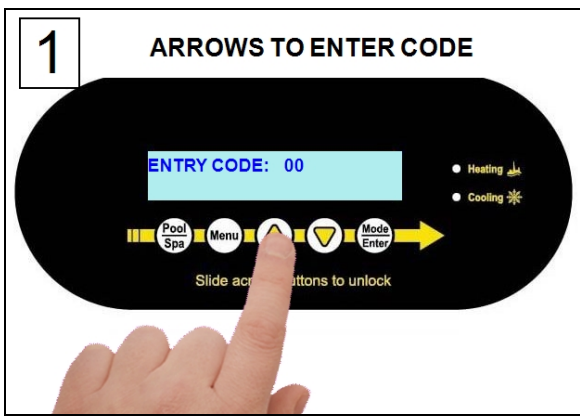 1
ARROWS TO ENTER CODE
ENTRY CODE: 00
Heating
Cooling
Pool
Spa
Menu
Mode
Enter
Slide ac ttons to unlock